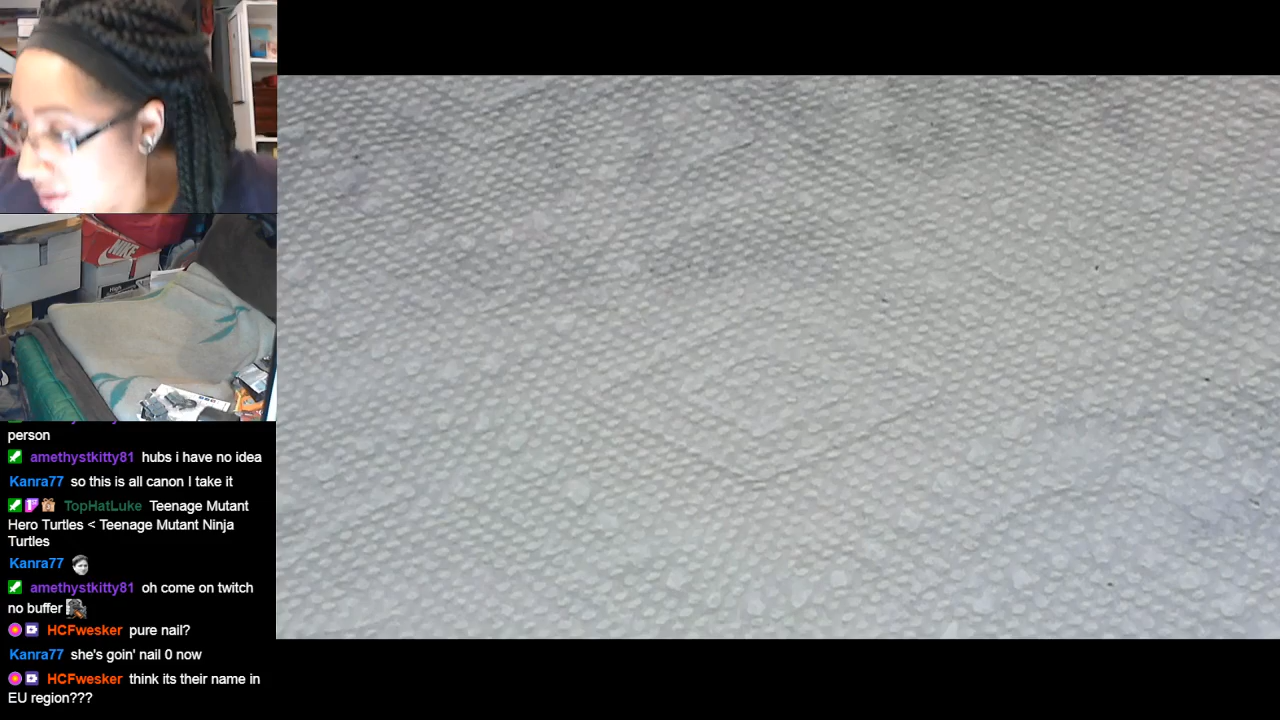 NIKE
High
person
amethystkitty81 hubs i have no idea
Kanra77 so this is all canon I take it
TopHatLuke Teenage Mutant
Hero Turtles < Teenage Mutant Ninja
Turtles
Kanra77
amethystkitty81 oh come on twitch
no buffer
HCFwesker pure nail?
Kanra77 she's goin' nail 0 now
HCFwesker think its their name in
EU region???